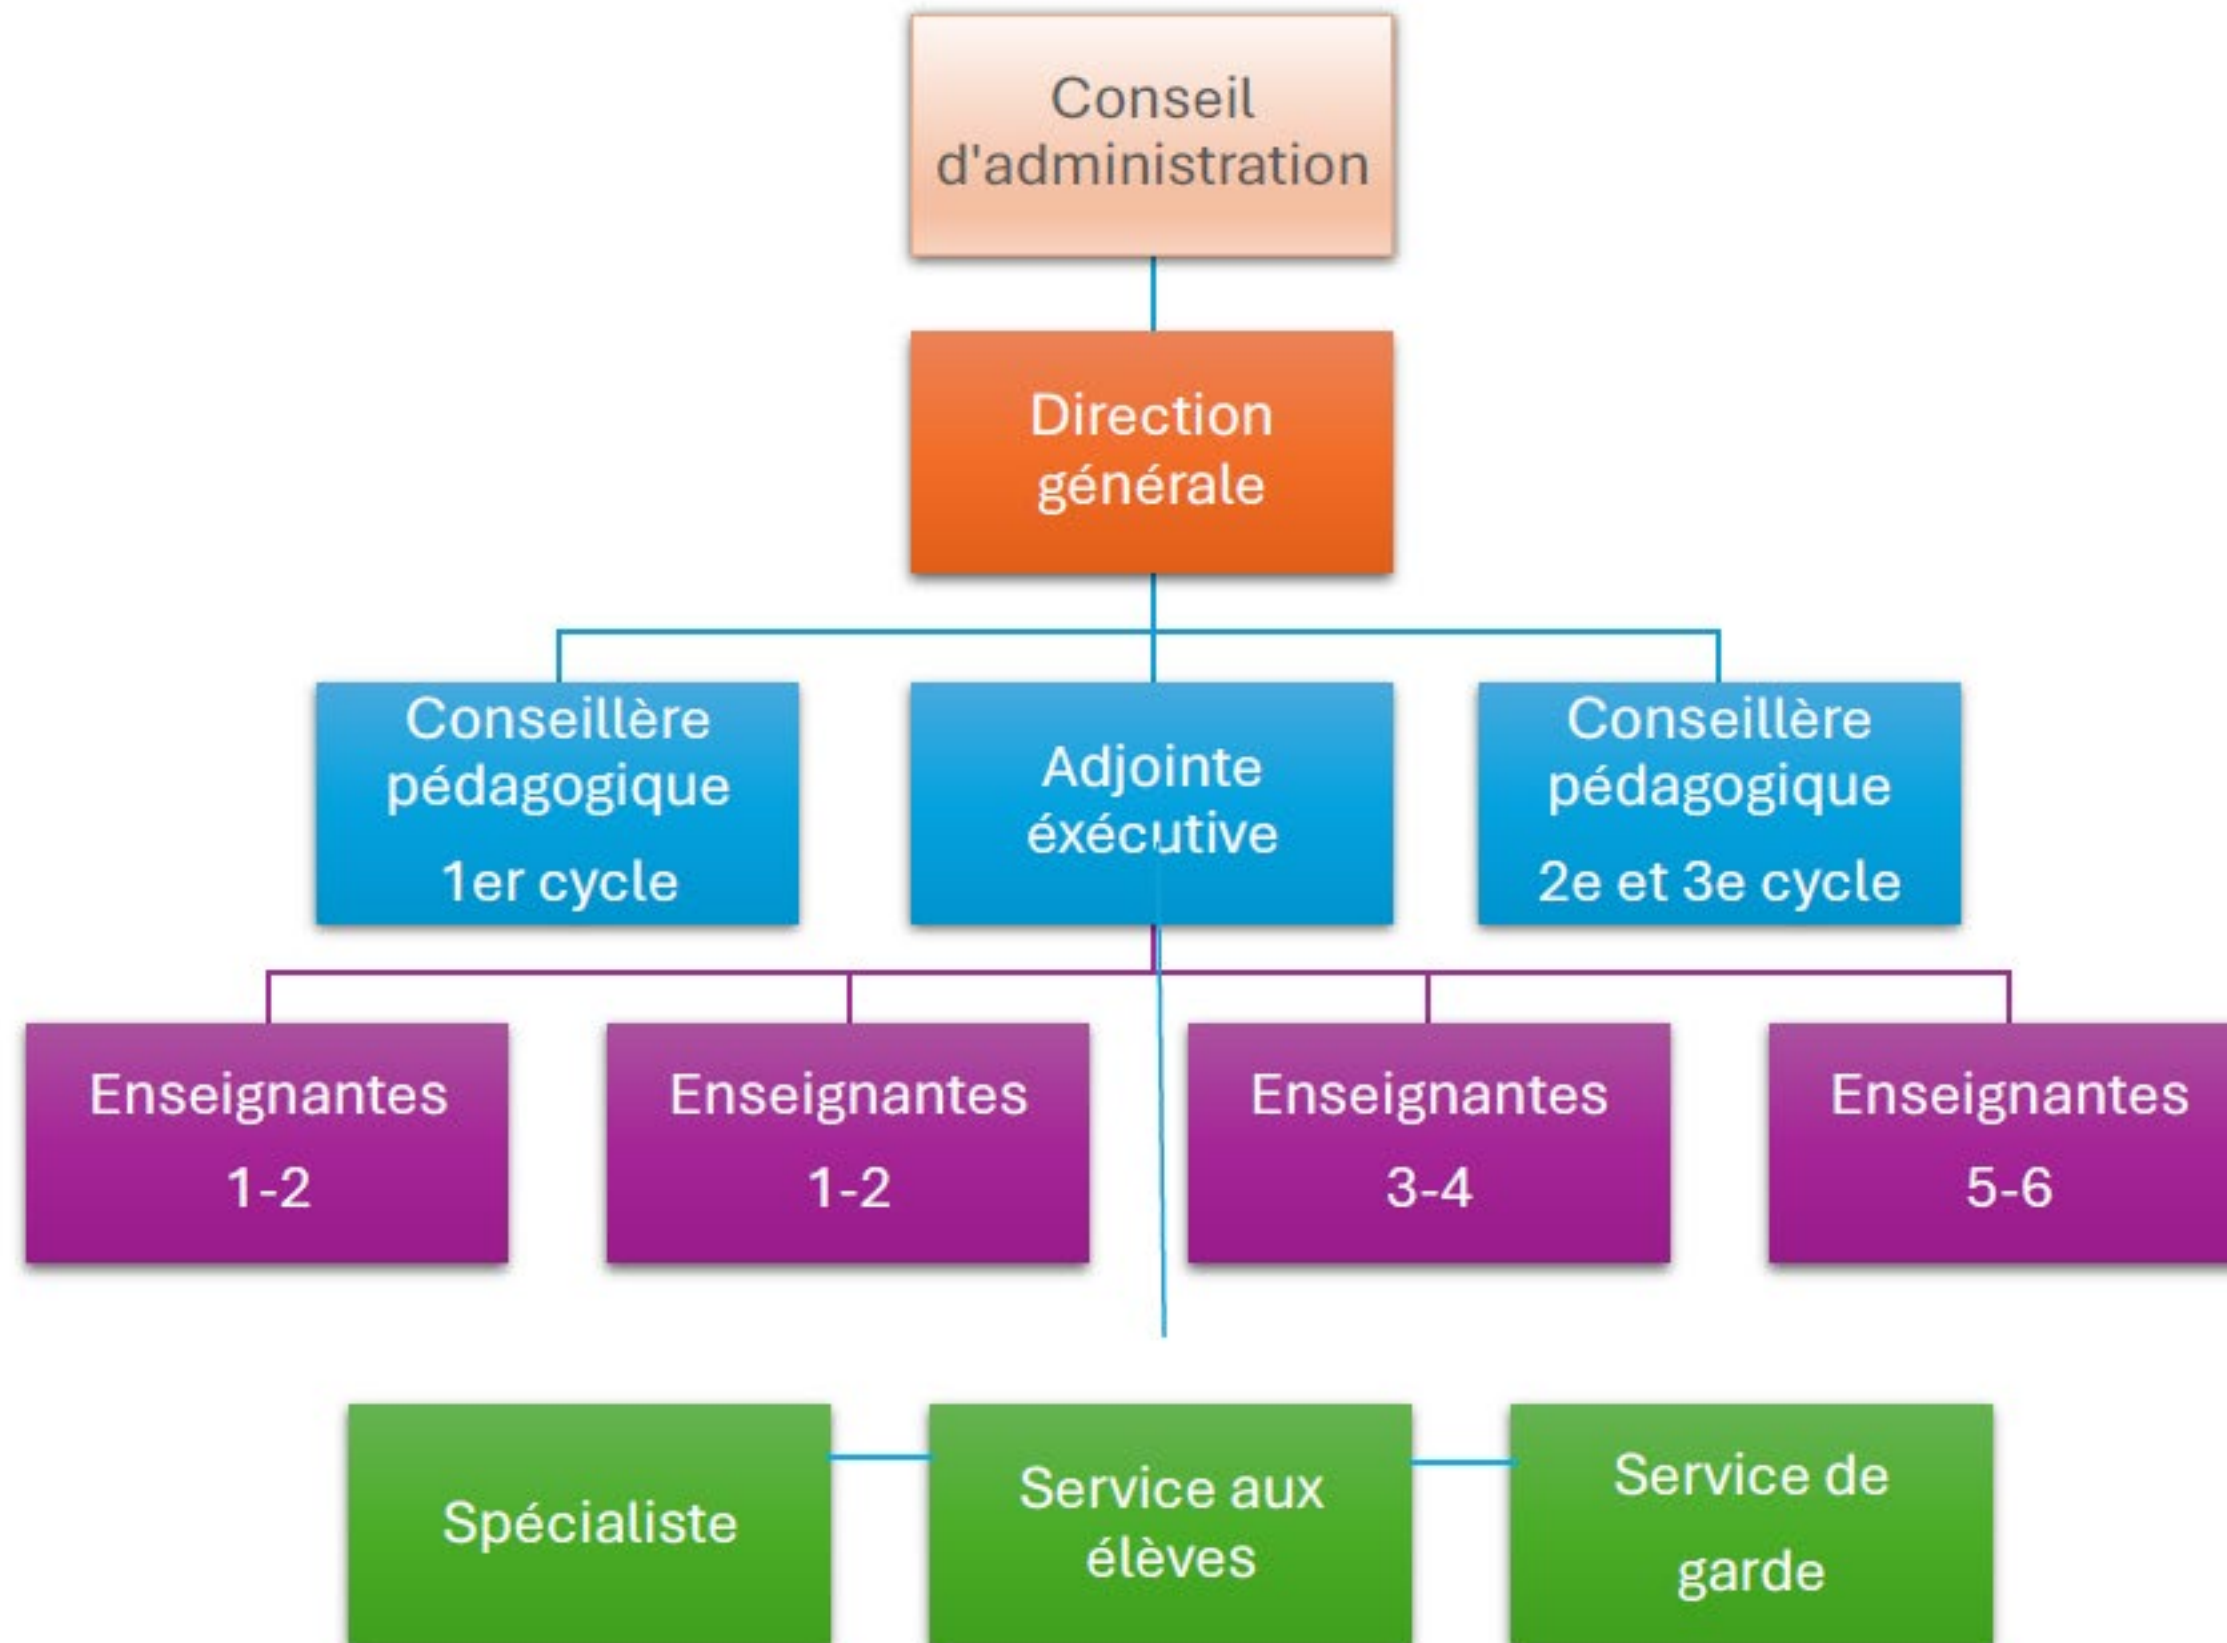 Conseil
d'administration
Direction
générale
Conseillère
pédagogique
1er cycle
Adjointe
éxécutive
Conseillère
pédagogique
2e et 3e cycle
Enseignantes
1-2
Enseignantes
1-2
Enseignantes
3-4
Enseignantes
5-6
Spécialiste
Service aux
élèves
Service de
garde